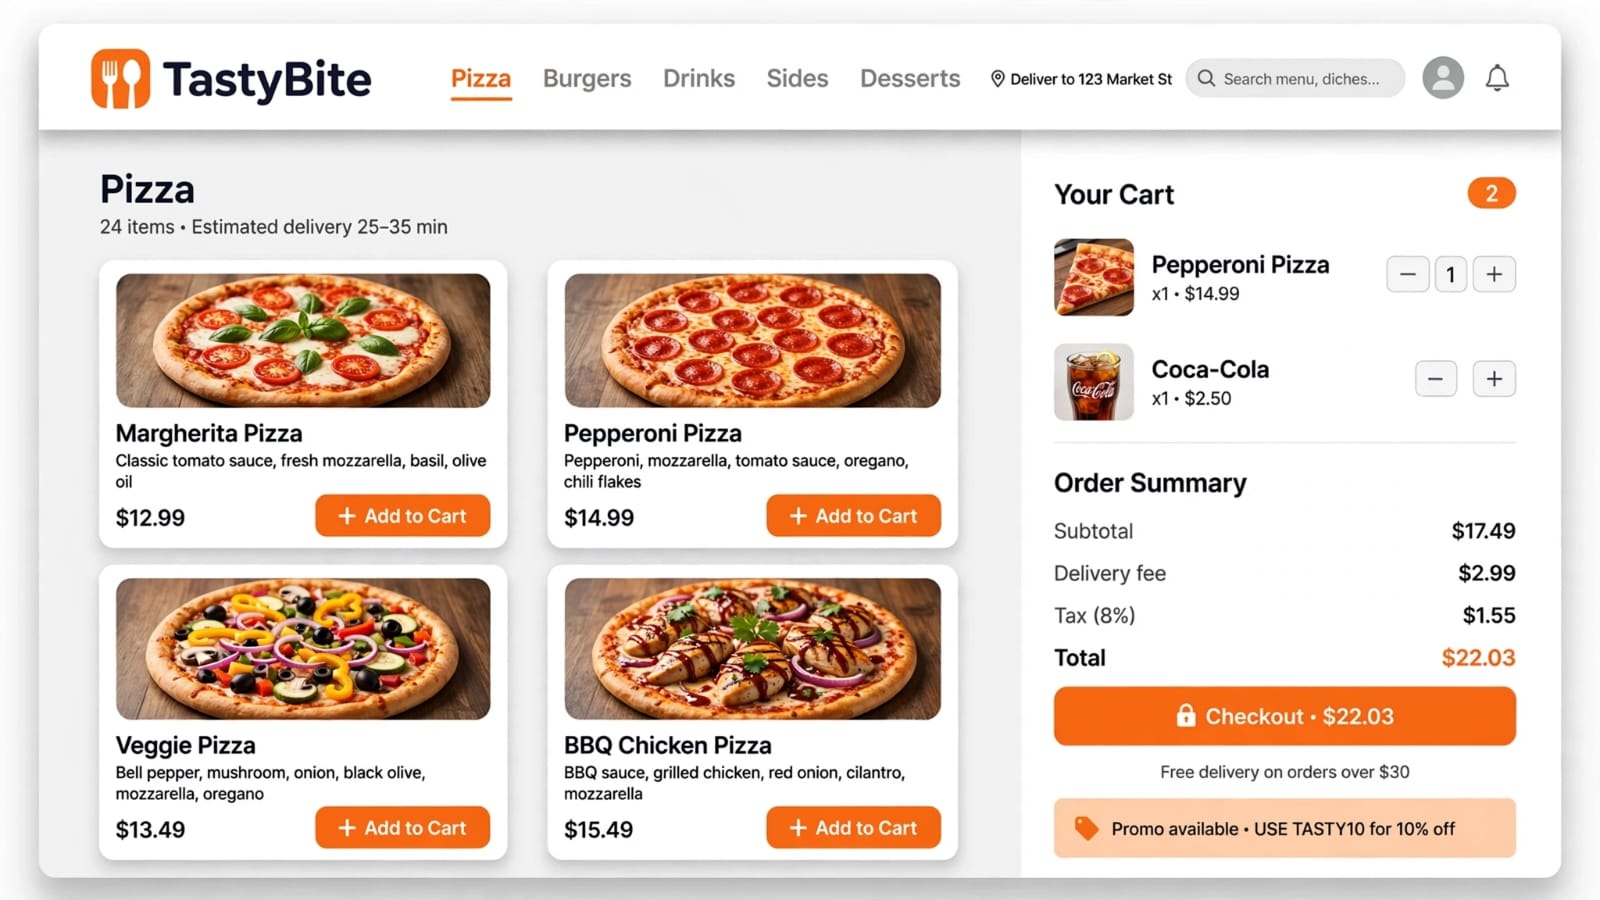 TastyBite
Pizza
Burgers
Drinks
Sides
Desserts
Deliver to 123 Market St
Search menu, diches...
Pizza
24 items • Estimated delivery 25–35 min
Margherita Pizza
Classic tomato sauce, fresh mozzarella, basil, olive
oil
$12.99
+ Add to Cart
Pepperoni Pizza
Pepperoni, mozzarella, tomato sauce, oregano,
chili flakes
$14.99
+ Add to Cart
Veggie Pizza
Bell pepper, mushroom, onion, black olive,
mozzarella, oregano
$13.49
+ Add to Cart
BBQ Chicken Pizza
BBQ sauce, grilled chicken, red onion, cilantro,
mozzarella
$15.49
+ Add to Cart
Your Cart
2
Pepperoni Pizza
x1 • $14.99
− 1 +
Coca-Cola
Coca-Cola
x1 • $2.50
− +
Order Summary
Subtotal $17.49
Delivery fee $2.99
Tax (8%) $1.55
Total $22.03
Checkout • $22.03
Free delivery on orders over $30
Promo available • USE TASTY10 for 10% off